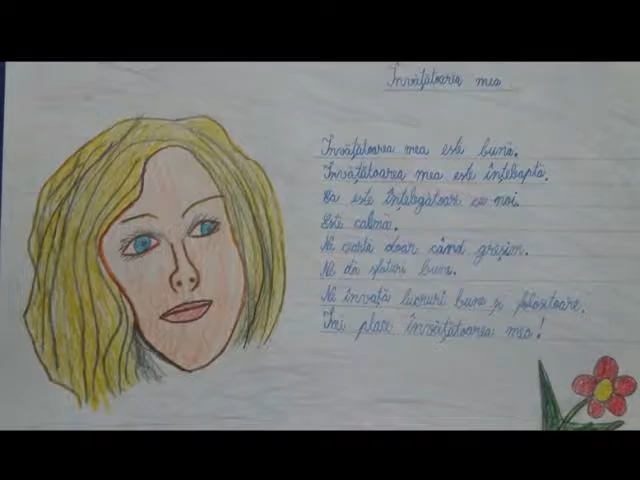 Învățătoarea mea
Învățătoarea mea este bună.
Învățătoarea mea este înțeleaptă.
Ea este înțelegătoare cu noi.
Este calmă.
Ne ceartă doar când greșim.
Ne dă sfaturi bune.
Ne învață lucruri bune și folositoare.
Îmi place învățătoarea mea!